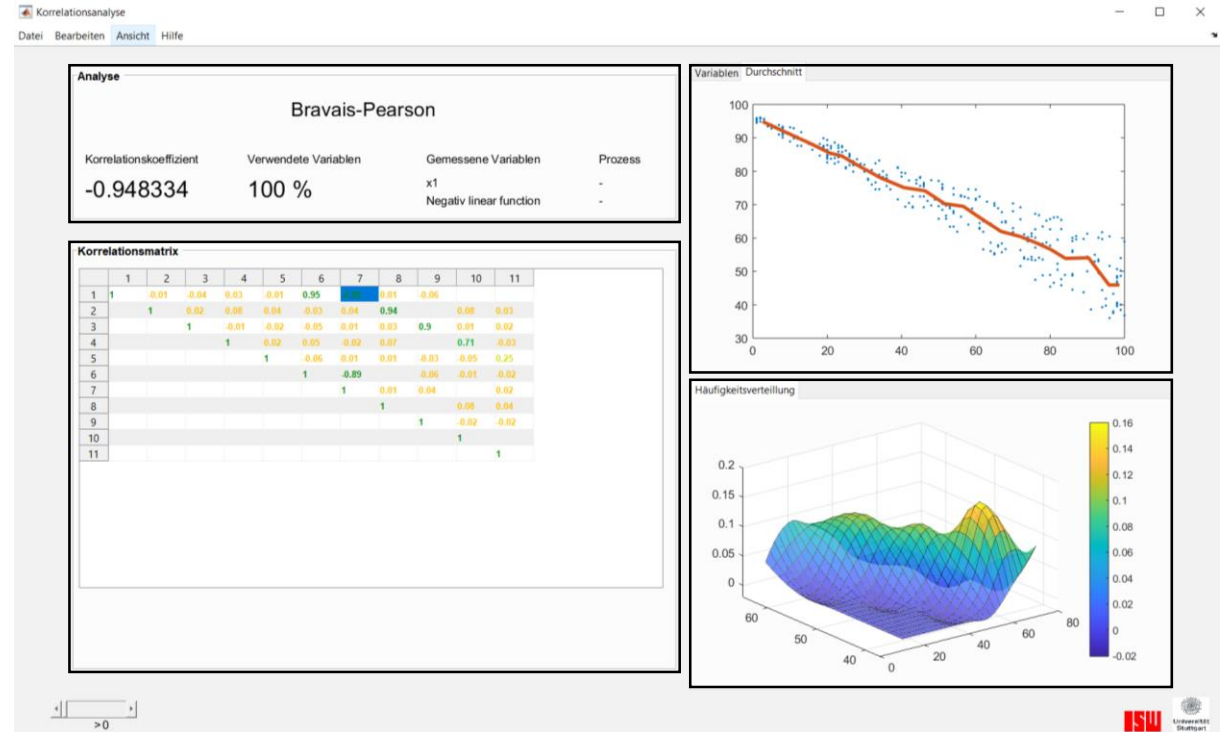 Korrelationsanalyse
Datei Bearbeiten Ansicht Hilfe
Analyse
Bravais-Pearson
Korrelationskoeffizient Verwendete Variablen Gemessene Variablen Prozess
-0.948334 100 % x1 -
Negativ linear function -
Korrelationsmatrix
1 2 3 4 5 6 7 8 9 10 11
1 1 -0.01 -0.04 0.03 -0.01 0.95 0.01 -0.06
2 1 0.02 0.08 0.04 -0.03 0.04 0.94 0.08 0.03
3 1 -0.01 -0.02 -0.05 0.01 0.03 0.9 0.01 0.02
4 1 0.02 0.05 -0.02 0.07 0.71 -0.03
5 1 -0.06 0.01 0.01 -0.03 -0.05 0.25
6 1 -0.89 -0.06 -0.01 -0.02
7 1 0.01 0.04 0.02
8 1 0.08 0.04
9 1 -0.02 -0.02
10 1
11 1
>0
Variablen Durchschnitt
100
90
80
70
60
50
40
30
0 20 40 60 80 100
Häufigkeitsverteillung
0.2
0.15
0.1
0.05
0
60
50
40
0
20
40
60
80
0.16
0.14
0.12
0.1
0.08
0.06
0.04
0.02
0
-0.02
ISW
Universität
Stuttgart